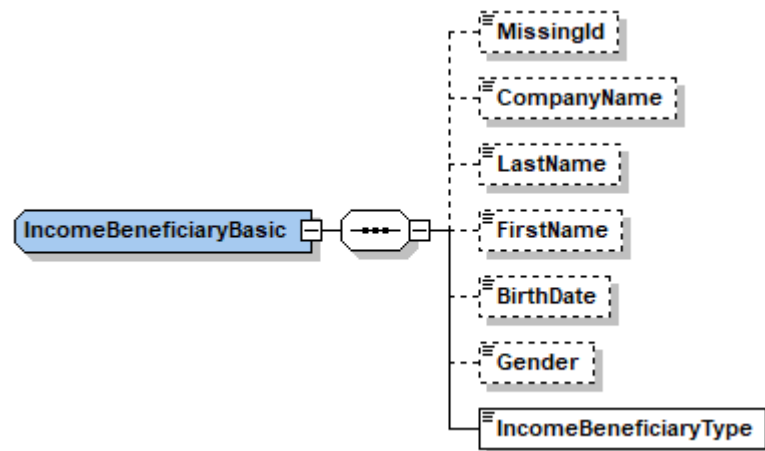 MissingId
CompanyName
LastName
IncomeBeneficiaryBasic
FirstName
BirthDate
Gender
IncomeBeneficiaryType